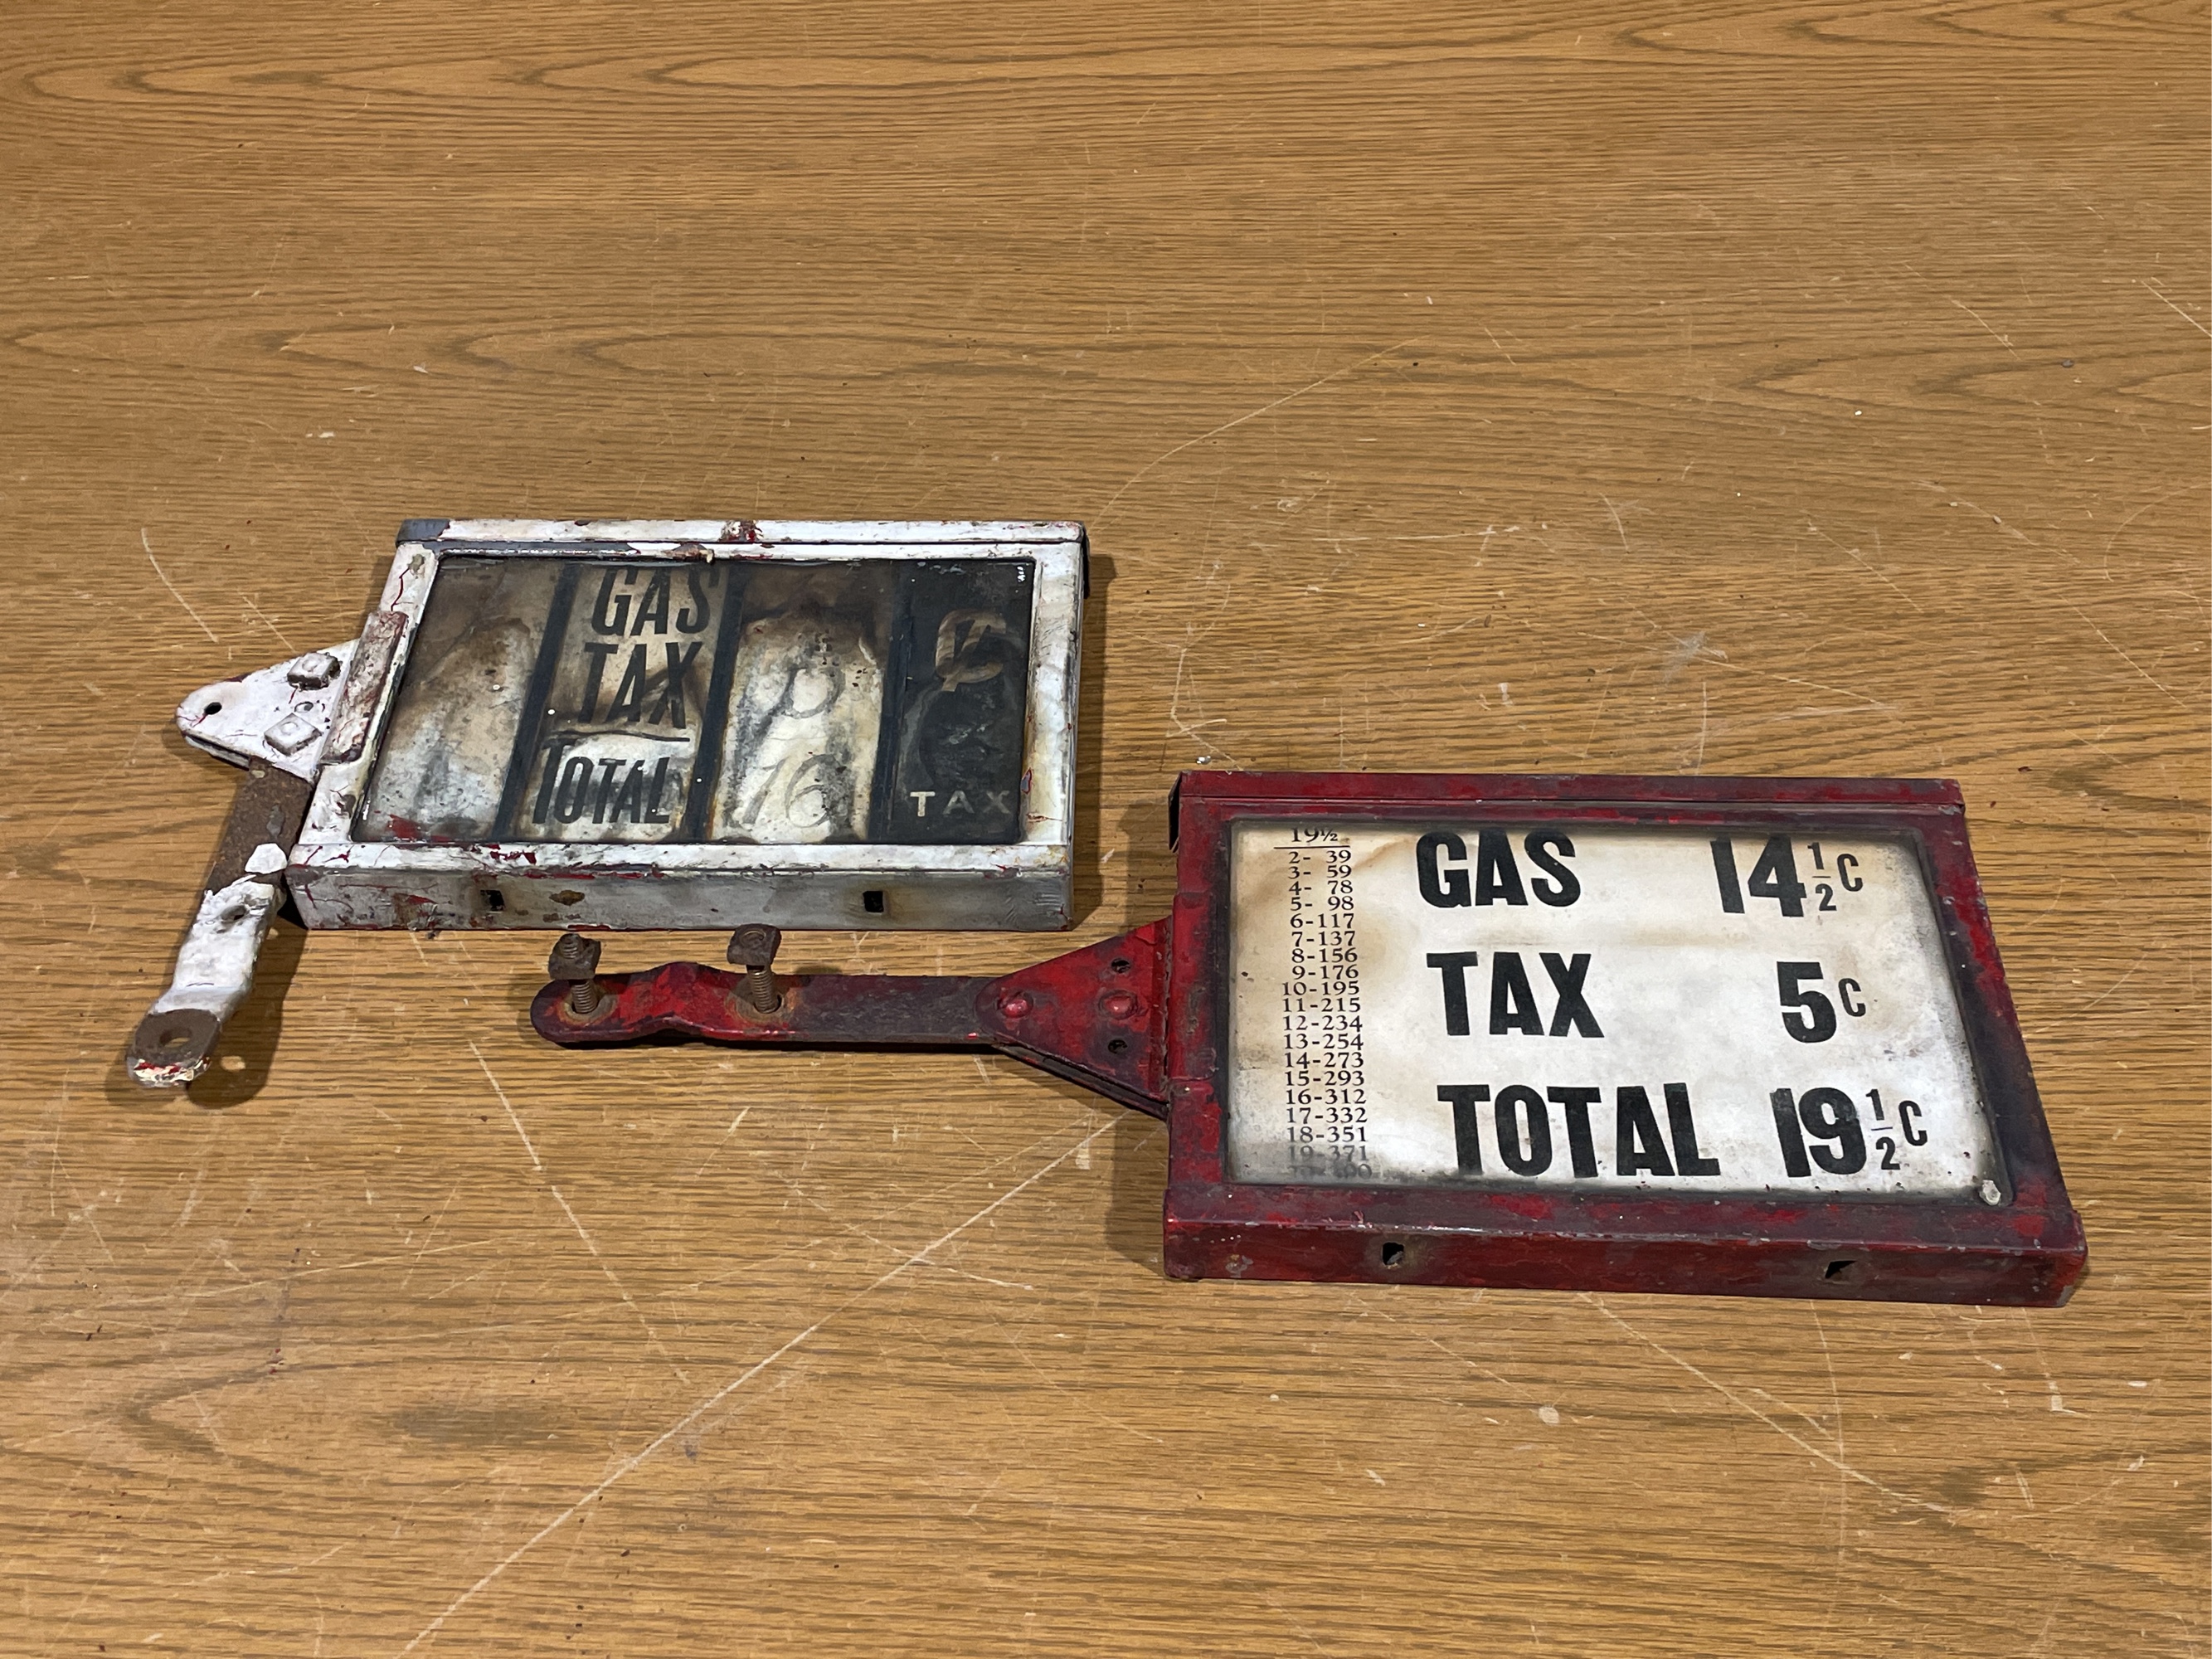 GAS
TAX
TOTAL 16
¢
TAX
19½
2- 39
3- 59
4- 78
5- 98
6-117
7-137
8-156
9-176
10-195
11-215
12-234
13-254
14-273
15-293
16-312
17-332
18-351
19-371
GAS 14½C
TAX 5C
TOTAL 19½C